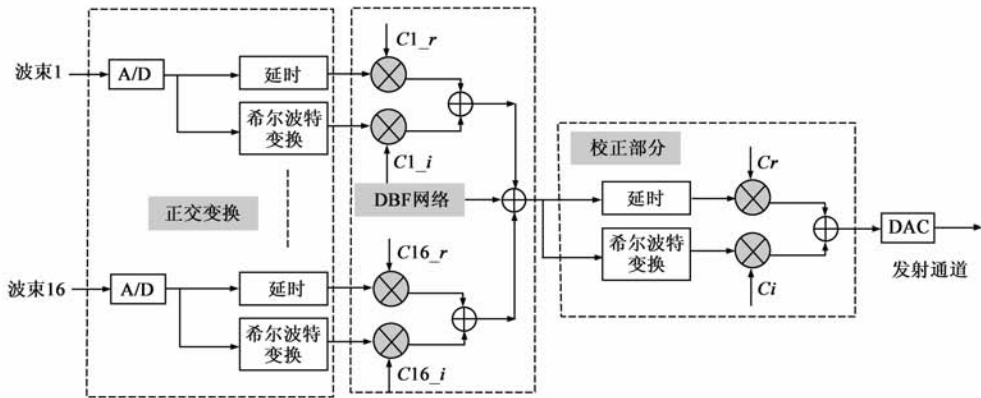 波束1
A/D
延时
希尔波特
变换
正交变换
波束16
A/D
延时
希尔波特
变换
C1_r
C1_i
DBF网络
C16_r
C16_i
校正部分
延时
希尔波特
变换
Cr
Ci
DAC
发射通道